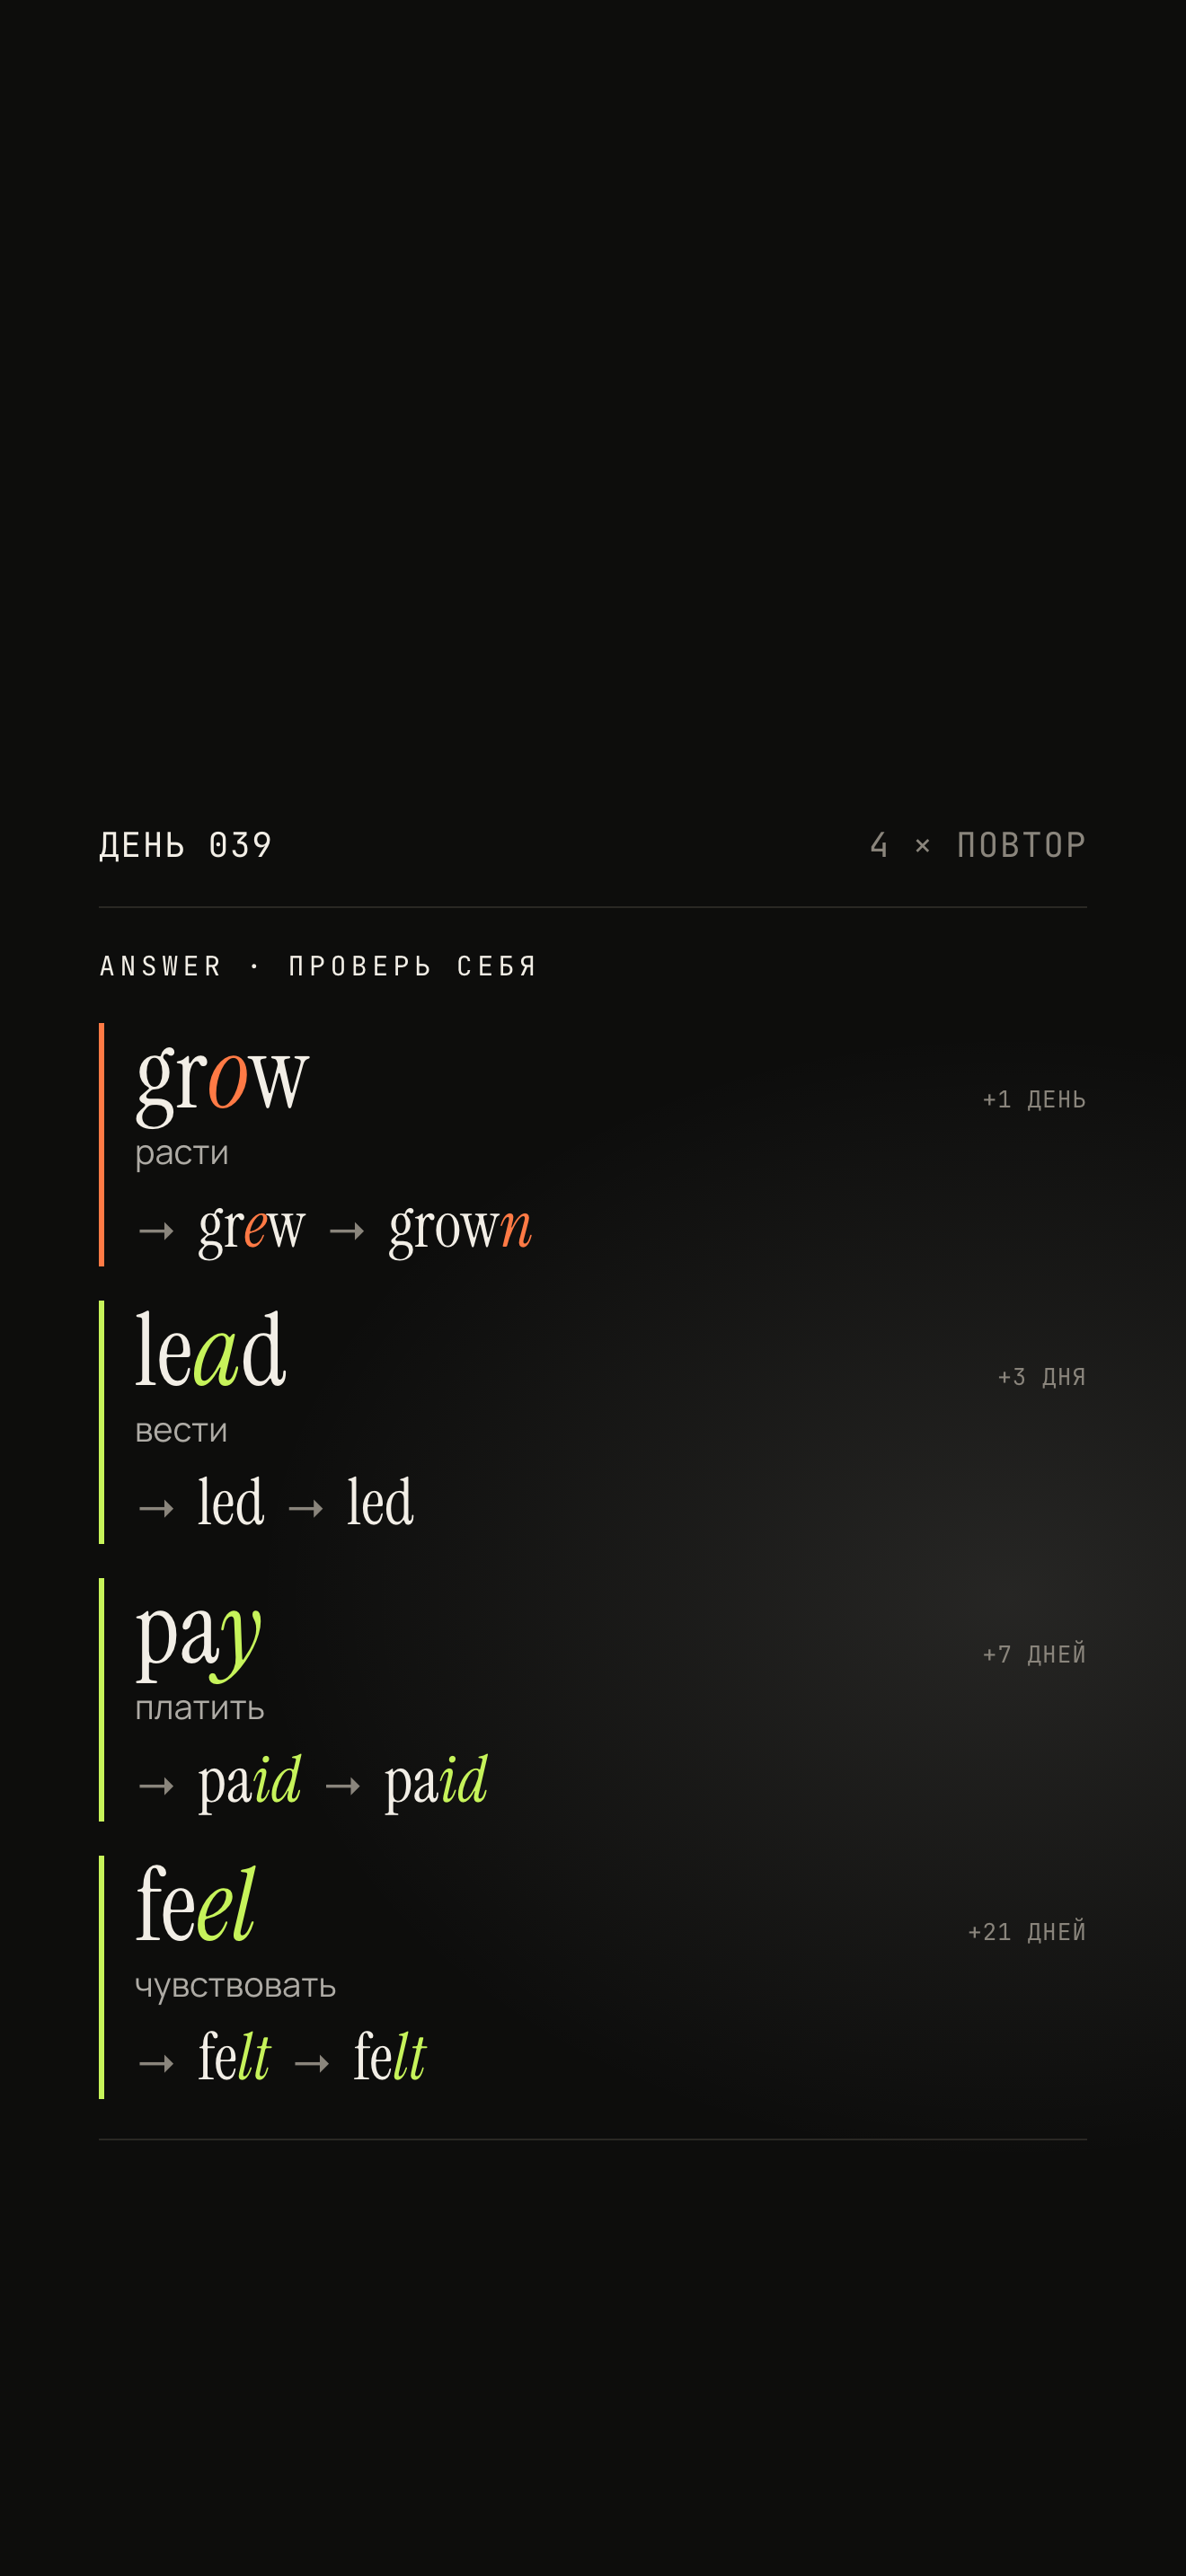 ДЕНЬ 039
4 × ПОВТОР
ANSWER · ПРОВЕРЬ СЕБЯ
grow
+1 ДЕНЬ
расти
→ grew → grown
lead
+3 ДНЯ
вести
→ led → led
pay
+7 ДНЕЙ
платить
→ paid → paid
feel
+21 ДНЕЙ
чувствовать
→ felt → felt